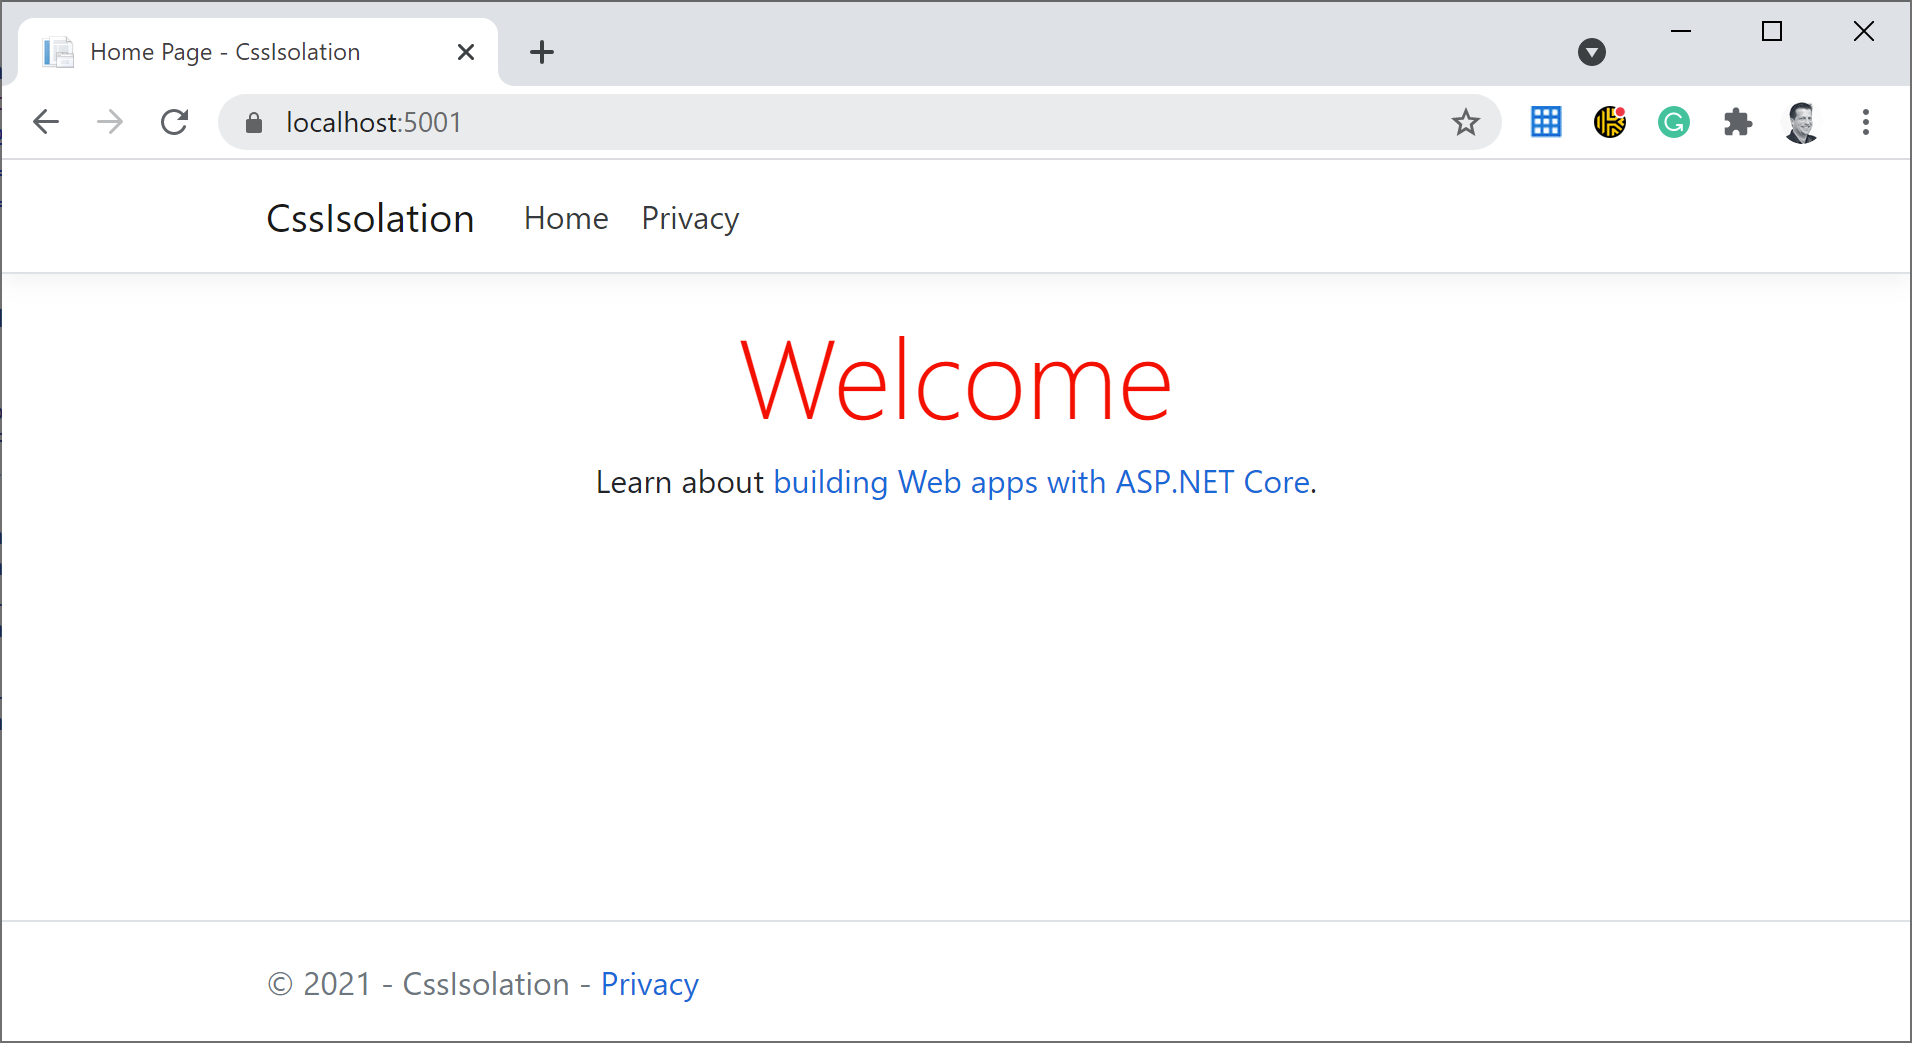 Home Page - CssIsolation
localhost:5001
CssIsolation Home Privacy
Welcome
Learn about building Web apps with ASP.NET Core.
© 2021 - CssIsolation - Privacy